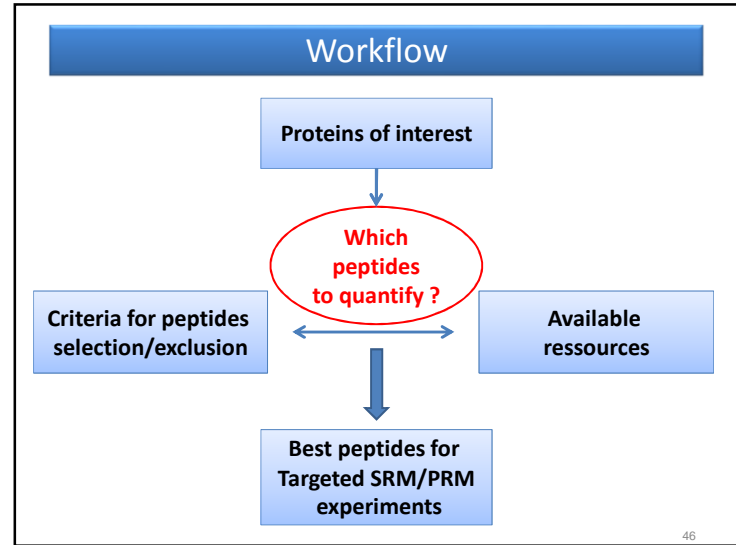 Workflow
Proteins of interest
Which
peptides
to quantify ?
Criteria for peptides
selection/exclusion
Available
ressources
Best peptides for
Targeted SRM/PRM
experiments
46